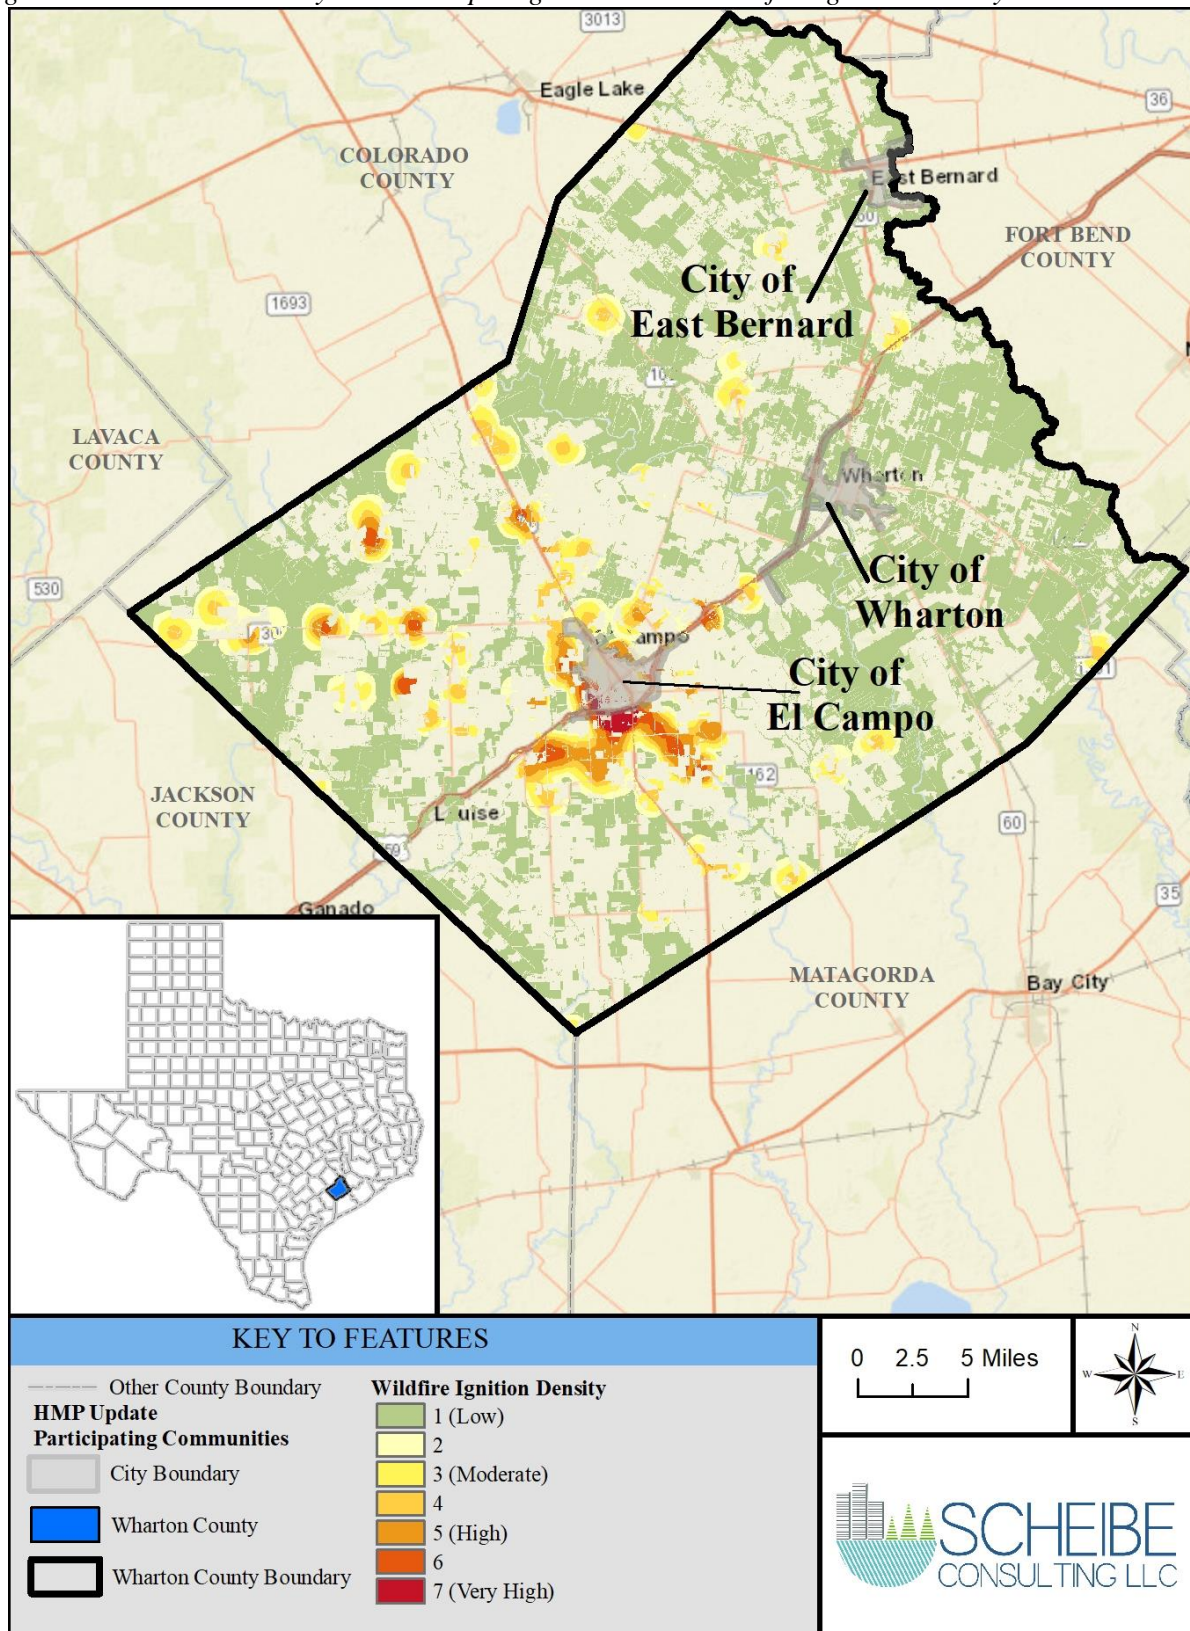 3013
Eagle Lake
36
COLORADO
COUNTY
East Bernard
60
FORT BEND
COUNTY
City of
East Bernard
1693
10
LAVACA
COUNTY
Wharton
530
City of
Wharton
City of
El Campo
162
JACKSON
COUNTY
59
60
35
Ganado
MATAGORDA
COUNTY
Bay City
KEY TO FEATURES
Other County Boundary
HMP Update
Participating Communities
City Boundary
Wharton County
Wharton County Boundary
Wildfire Ignition Density
1 (Low)
2
3 (Moderate)
4
5 (High)
6
7 (Very High)
0 2.5 5 Miles
N
W E
S
SCHEIBE
CONSULTING LLC